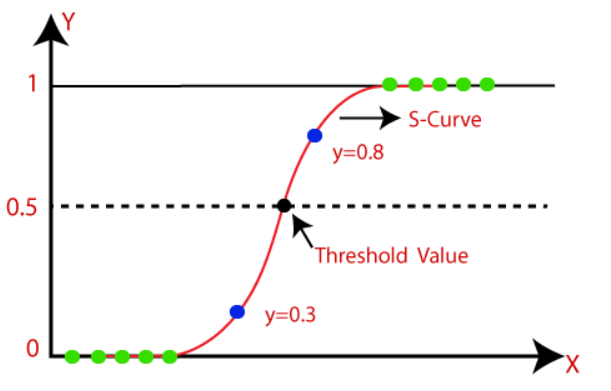 Y
1
S-Curve
y=0.8
0.5
Threshold Value
y=0.3
0
X